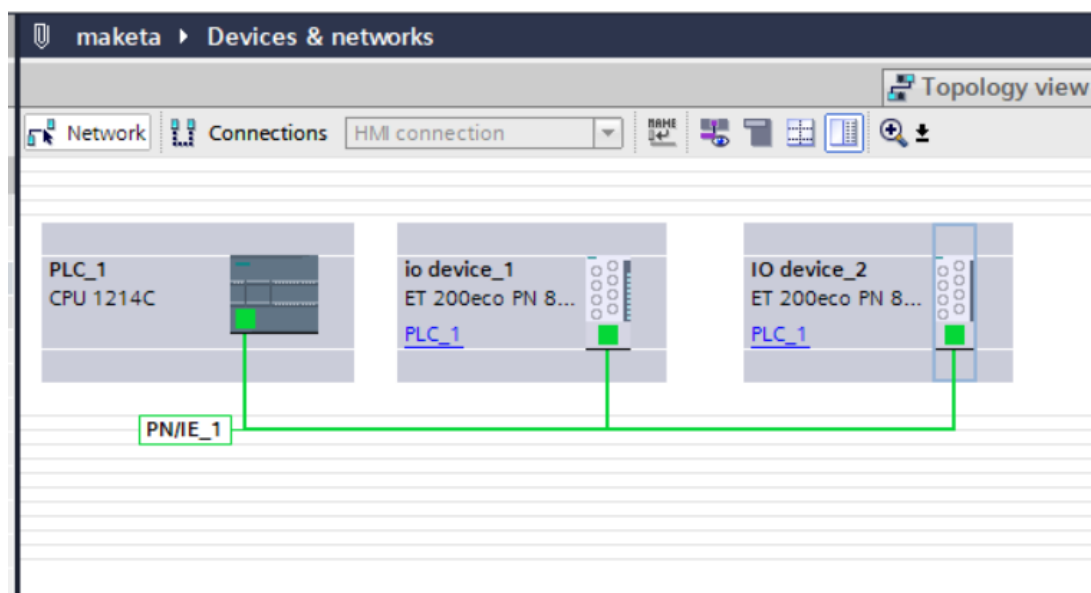 maketa ▸ Devices & networks
Topology view
Network Connections HMI connection
NAME
PLC_1
CPU 1214C
io device_1
ET 200eco PN 8...
PLC_1
IO device_2
ET 200eco PN 8...
PLC_1
PN/IE_1